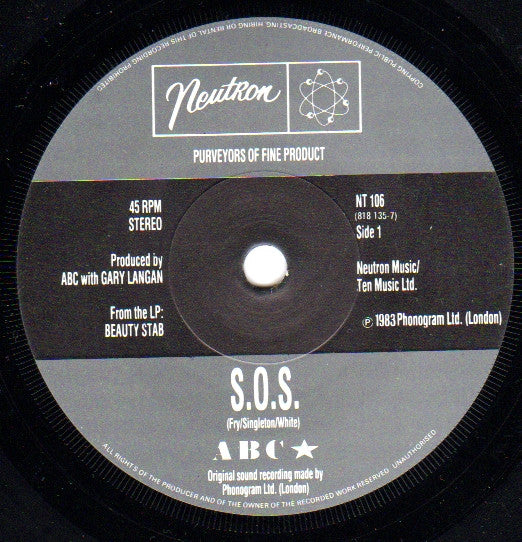 COPYING PUBLIC PERFORMANCE BROADCASTING HIRING OR RENTAL OF THIS RECORDING PROHIBITED
Neutron
PURVEYORS OF FINE PRODUCT
45 RPM
STEREO
Produced by
ABC with GARY LANGAN
From the LP:
BEAUTY STAB
NT 106
(818 135-7)
Side 1
Neutron Music/
Ten Music Ltd.
℗ 1983 Phonogram Ltd. (London)
S.O.S.
(Fry/Singleton/White)
ABC★
Original sound recording made by
Phonogram Ltd. (London)
ALL RIGHTS OF THE PRODUCER AND OF THE OWNER OF THE RECORDED WORK RESERVED. UNAUTHORISED